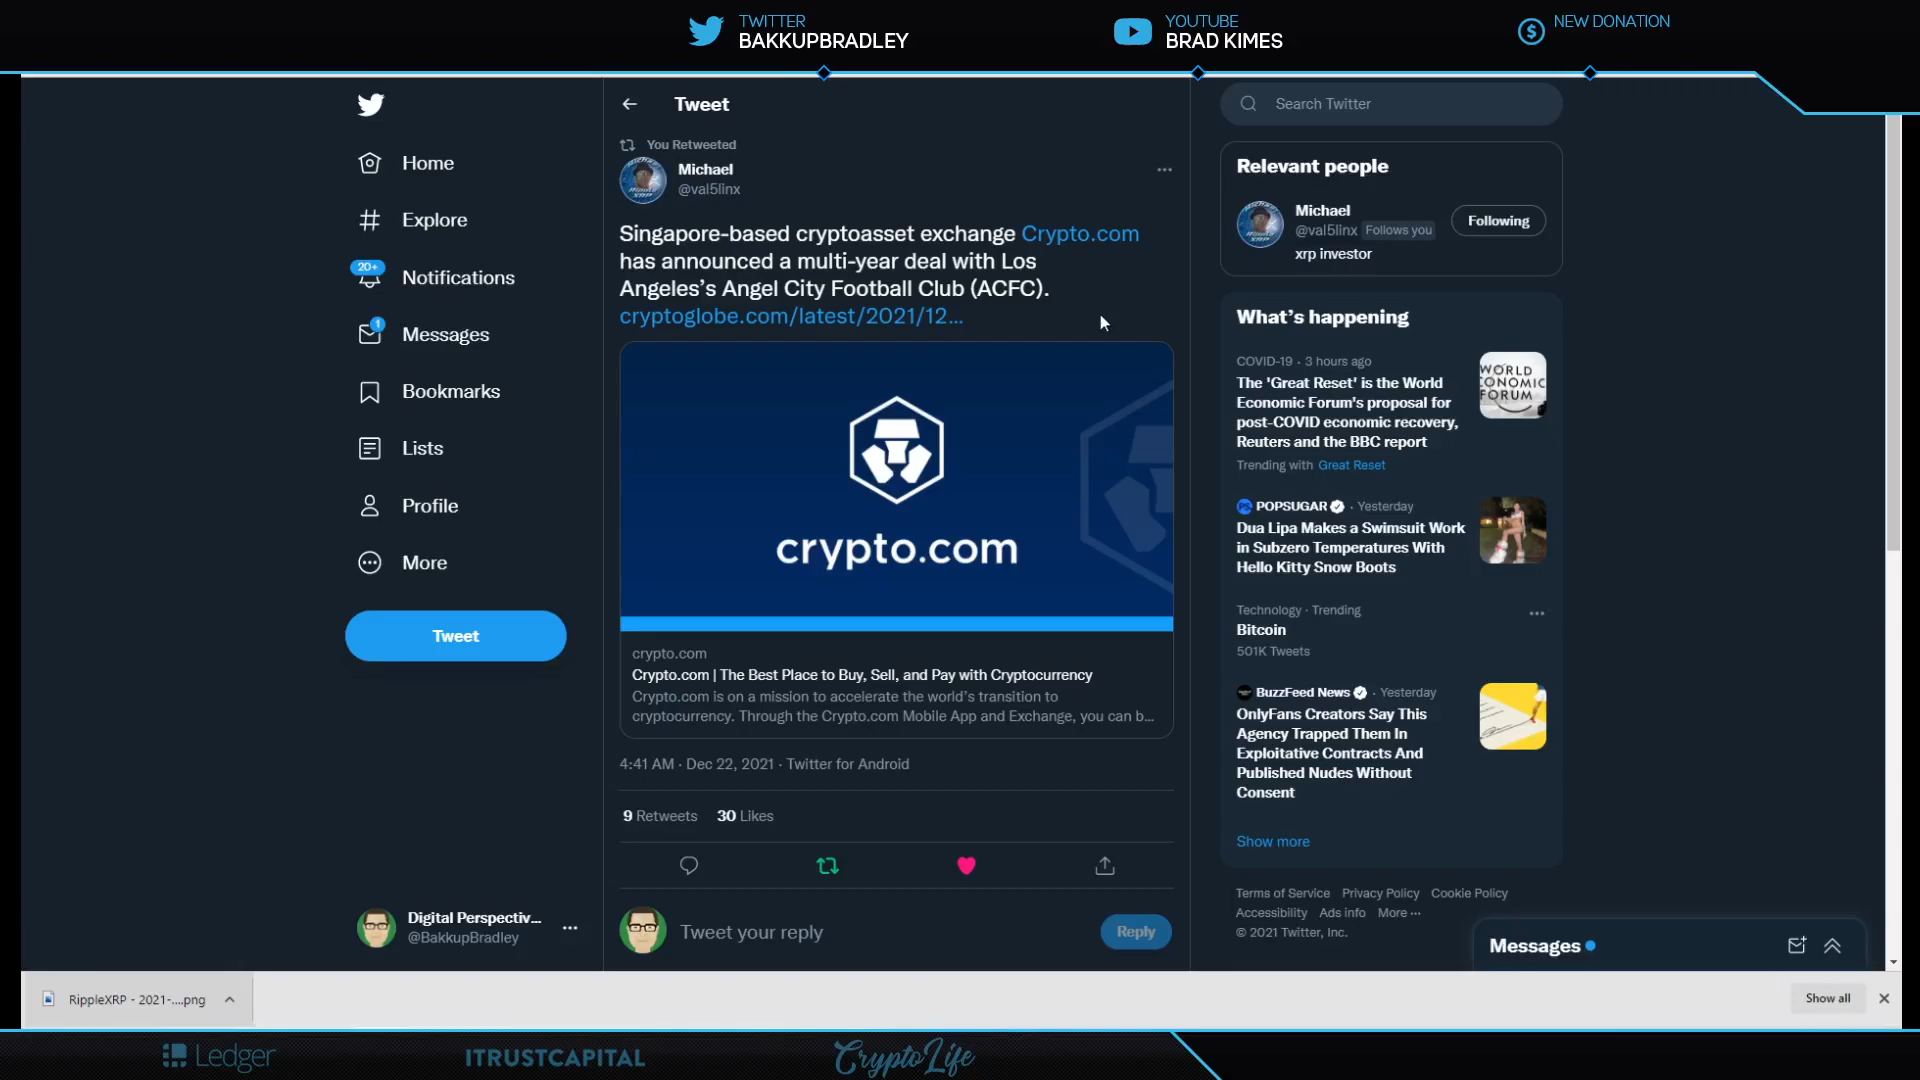 TWITTER
BAKKUPBRADLEY
YOUTUBE
BRAD KIMES
NEW DONATION
Home
Explore
20+
Notifications
1
Messages
Bookmarks
Lists
Profile
More
Tweet
Digital Perspectiv...
@BakkupBradley
Tweet
You Retweeted
Michael
@val5linx
Singapore-based cryptoasset exchange Crypto.com
has announced a multi-year deal with Los
Angeles’s Angel City Football Club (ACFC).
cryptoglobe.com/latest/2021/12...
crypto.com
crypto.com
Crypto.com | The Best Place to Buy, Sell, and Pay with Cryptocurrency
Crypto.com is on a mission to accelerate the world’s transition to
cryptocurrency. Through the Crypto.com Mobile App and Exchange, you can b...
4:41 AM · Dec 22, 2021 · Twitter for Android
9 Retweets 30 Likes
Tweet your reply
Reply
Search Twitter
Relevant people
Michael
@val5linx Follows you
Following
xrp investor
What’s happening
COVID-19 · 3 hours ago
The 'Great Reset' is the World
Economic Forum's proposal for
post-COVID economic recovery,
Reuters and the BBC report
Trending with Great Reset
WORLD
ECONOMIC
FORUM
POPSUGAR · Yesterday
Dua Lipa Makes a Swimsuit Work
in Subzero Temperatures With
Hello Kitty Snow Boots
Technology · Trending
Bitcoin
501K Tweets
BuzzFeed News · Yesterday
OnlyFans Creators Say This
Agency Trapped Them In
Exploitative Contracts And
Published Nudes Without
Consent
Show more
Terms of Service Privacy Policy Cookie Policy
Accessibility Ads info More ···
© 2021 Twitter, Inc.
Messages
RippleXRP - 2021-....png
Show all
Ledger
ITRUSTCAPITAL
CryptoLife